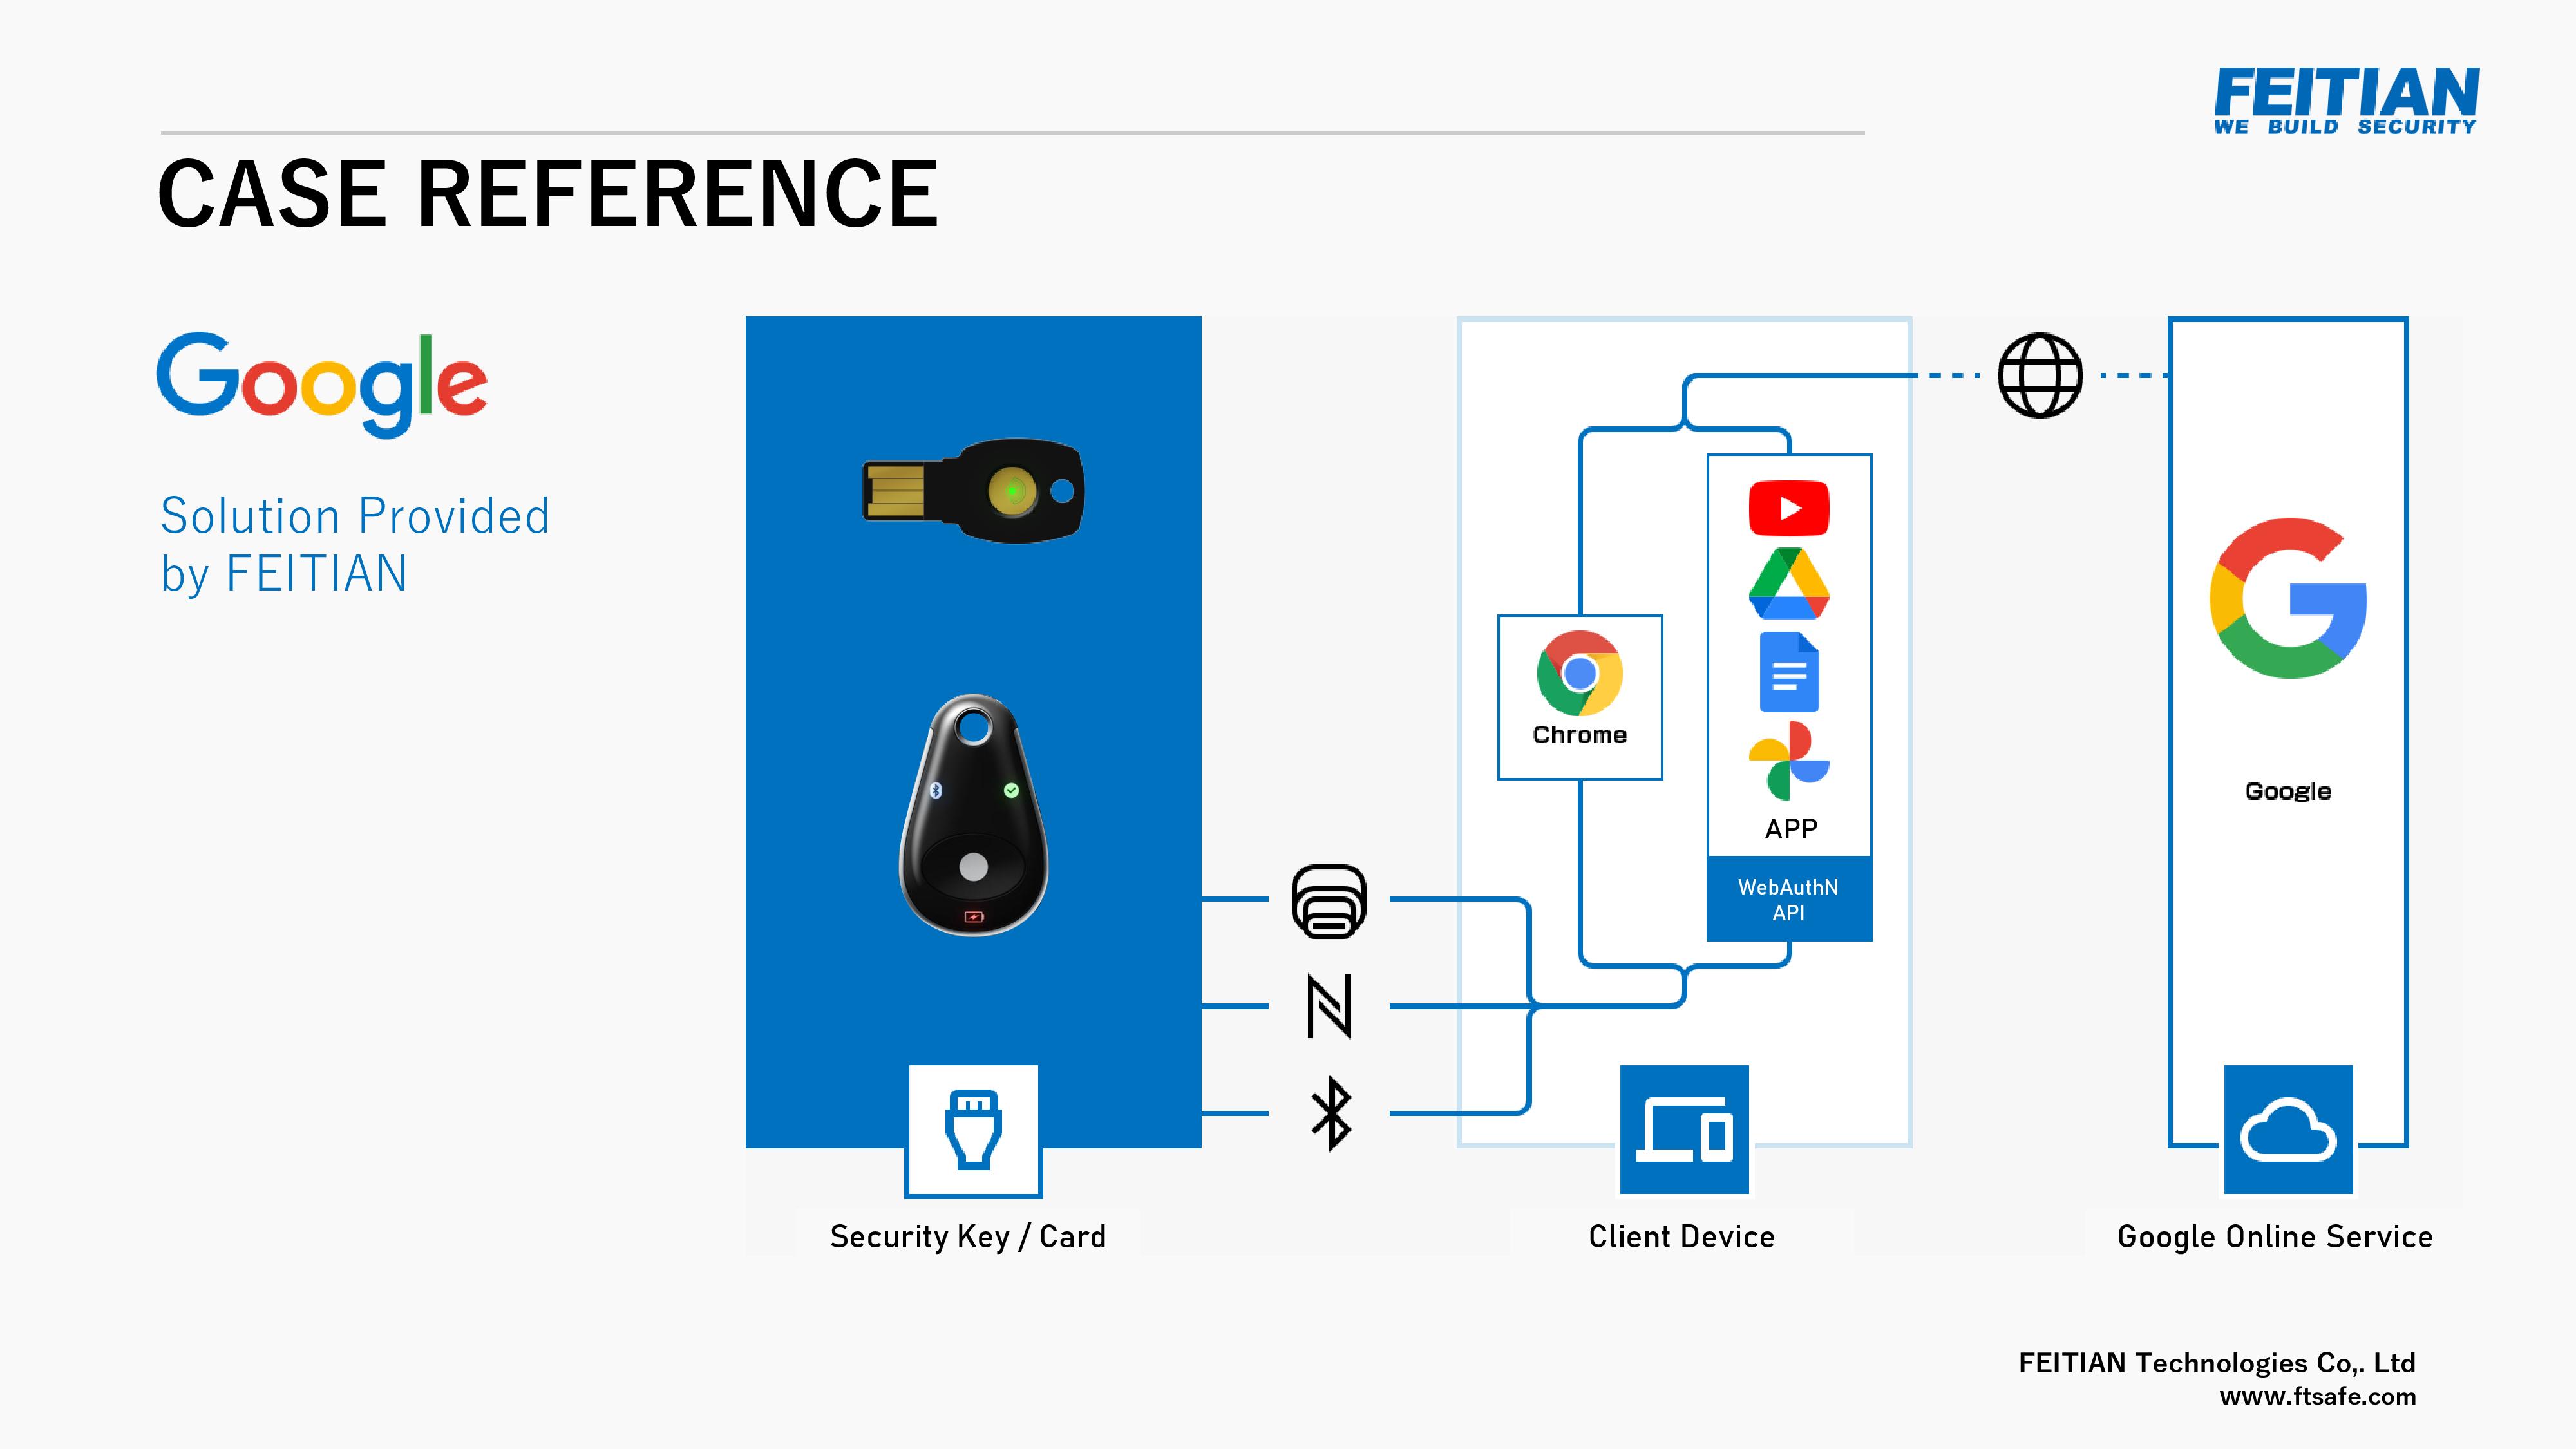 FEITIAN
WE BUILD SECURITY
CASE REFERENCE
Google
Solution Provided
by FEITIAN
Chrome
APP
WebAuthN
API
Google
Security Key / Card
Client Device
Google Online Service
FEITIAN Technologies Co,. Ltd
www.ftsafe.com